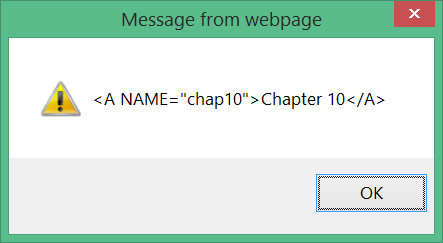 Message from webpage
<A NAME="chap10">Chapter 10</A>
OK